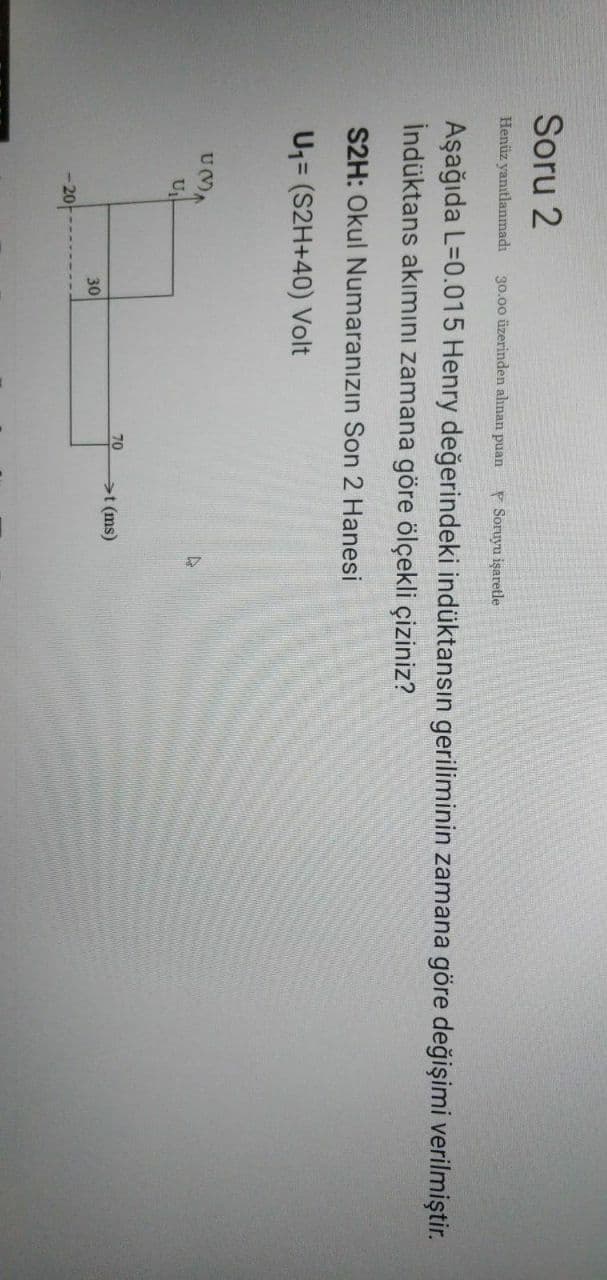 Soru 2
Henüz yanıtlanmadı 30.00 üzerinden alınan puan Soruyu işaretle
Aşağıda L=0.015 Henry değerindeki indüktansın geriliminin zamana göre değişimi verilmiştir.
İndüktans akımını zamana göre ölçekli çiziniz?
S2H: Okul Numaranızın Son 2 Hanesi
U₁= (S2H+40) Volt
U (V)
U₁
70
t (ms)
30
-20